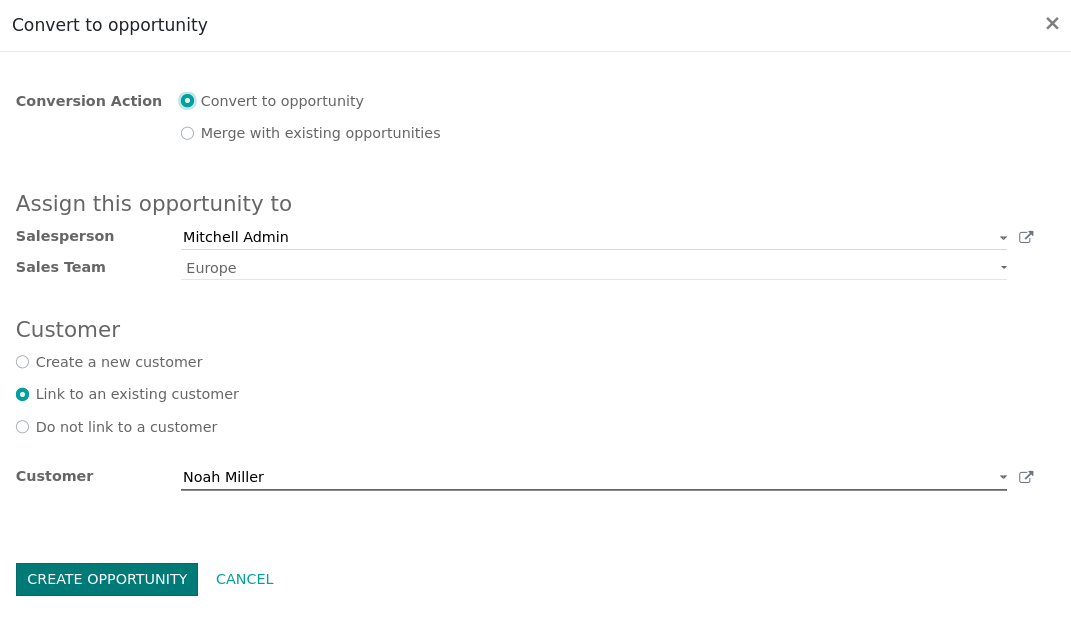 Convert to opportunity
Conversion Action Convert to opportunity
Merge with existing opportunities
Assign this opportunity to
Salesperson Mitchell Admin
Sales Team Europe
Customer
Create a new customer
Link to an existing customer
Do not link to a customer
Customer Noah Miller
CREATE OPPORTUNITY CANCEL